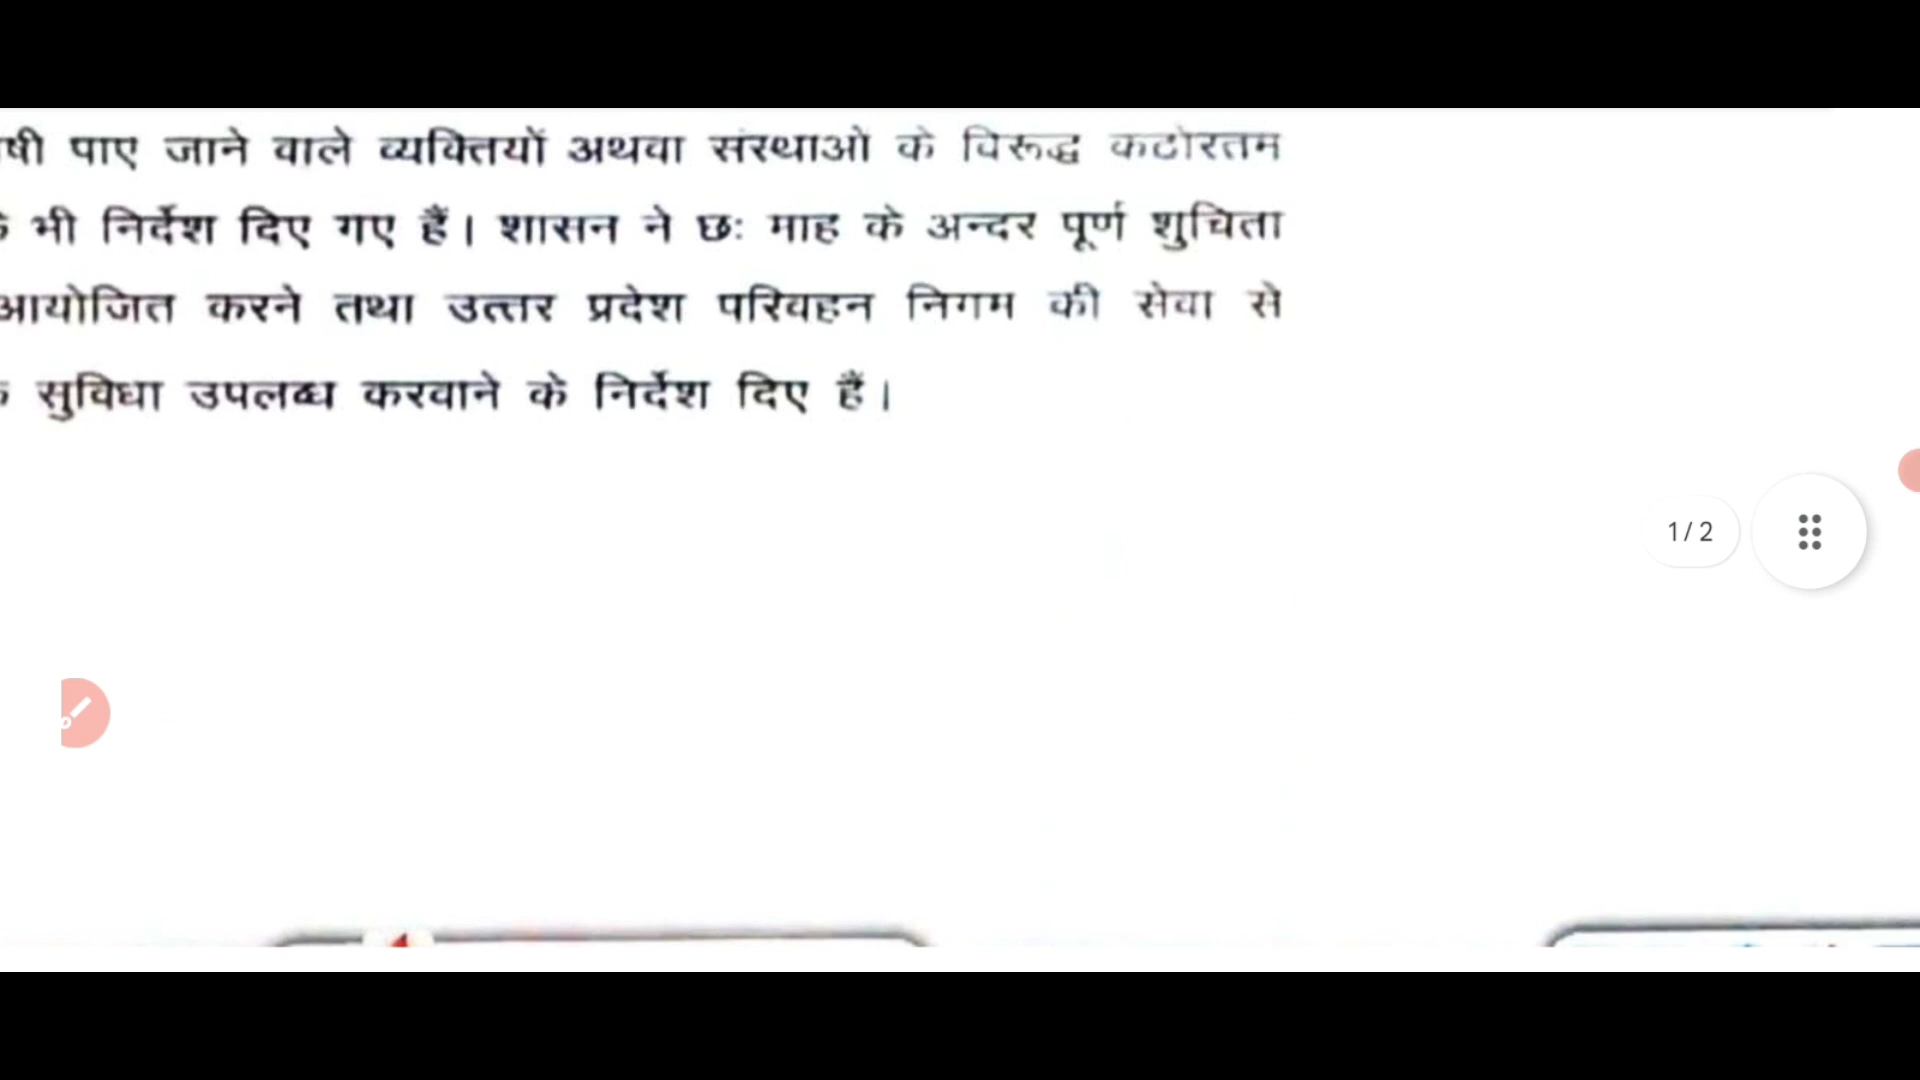 पाए जाने वाले व्यक्तियों अथवा संस्थाओं के विरूद्ध कठोरतम
भी निर्देश दिए गए हैं। शासन ने छः माह के अन्दर पूर्ण शुचिता
आयोजित करने तथा उत्तर प्रदेश परिवहन निगम की सेवा से
सुविधा उपलब्ध करवाने के निर्देश दिए हैं।
1/2